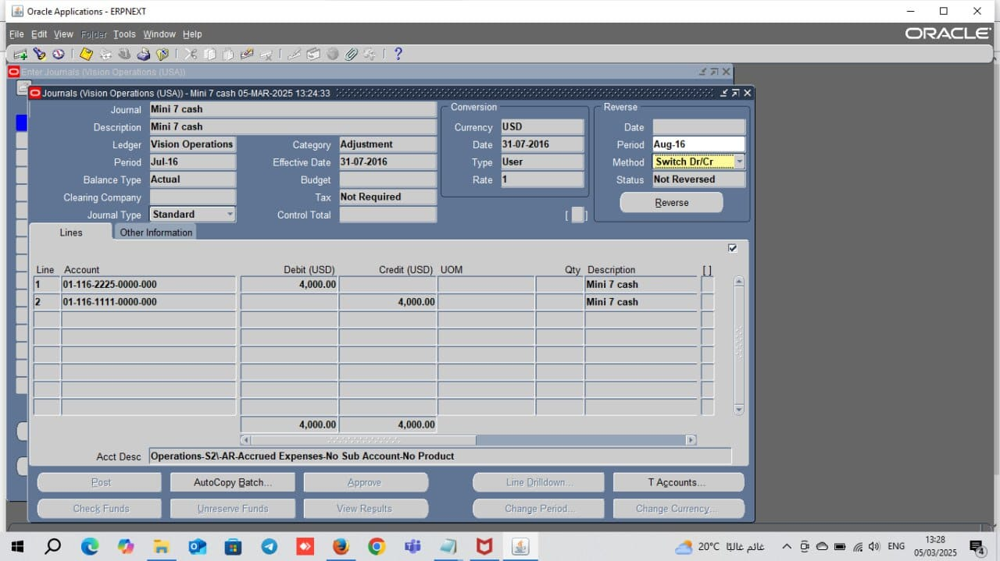 Oracle Applications - ERPNEXT
File Edit View Folder Tools Window Help
ORACLE
Enter Journals (Vision Operations (USA))
Journals (Vision Operations (USA)) - Mini 7 cash 05-MAR-2025 13:24:33
Journal Mini 7 cash
Description Mini 7 cash
Ledger Vision Operations Category Adjustment
Period Jul-16 Effective Date 31-07-2016
Balance Type Actual Budget
Clearing Company Tax Not Required
Journal Type Standard Control Total
Conversion
Currency USD
Date 31-07-2016
Type User
Rate 1
Reverse
Date
Period Aug-16
Method Switch Dr/Cr
Status Not Reversed
Reverse
[ ]
Lines Other Information
Line Account Debit (USD) Credit (USD) UOM Qty Description [ ]
1 01-116-2225-0000-000 4,000.00 Mini 7 cash
2 01-116-1111-0000-000 4,000.00 Mini 7 cash
4,000.00 4,000.00
Acct Desc Operations-S2\AR-Accrued Expenses-No Sub Account-No Product
Post AutoCopy Batch... Approve Line Drilldown... T Accounts...
Check Funds Unreserve Funds View Results Change Period... Change Currency...
20°C غائم غالبًا ENG 13:28
05/03/2025
4